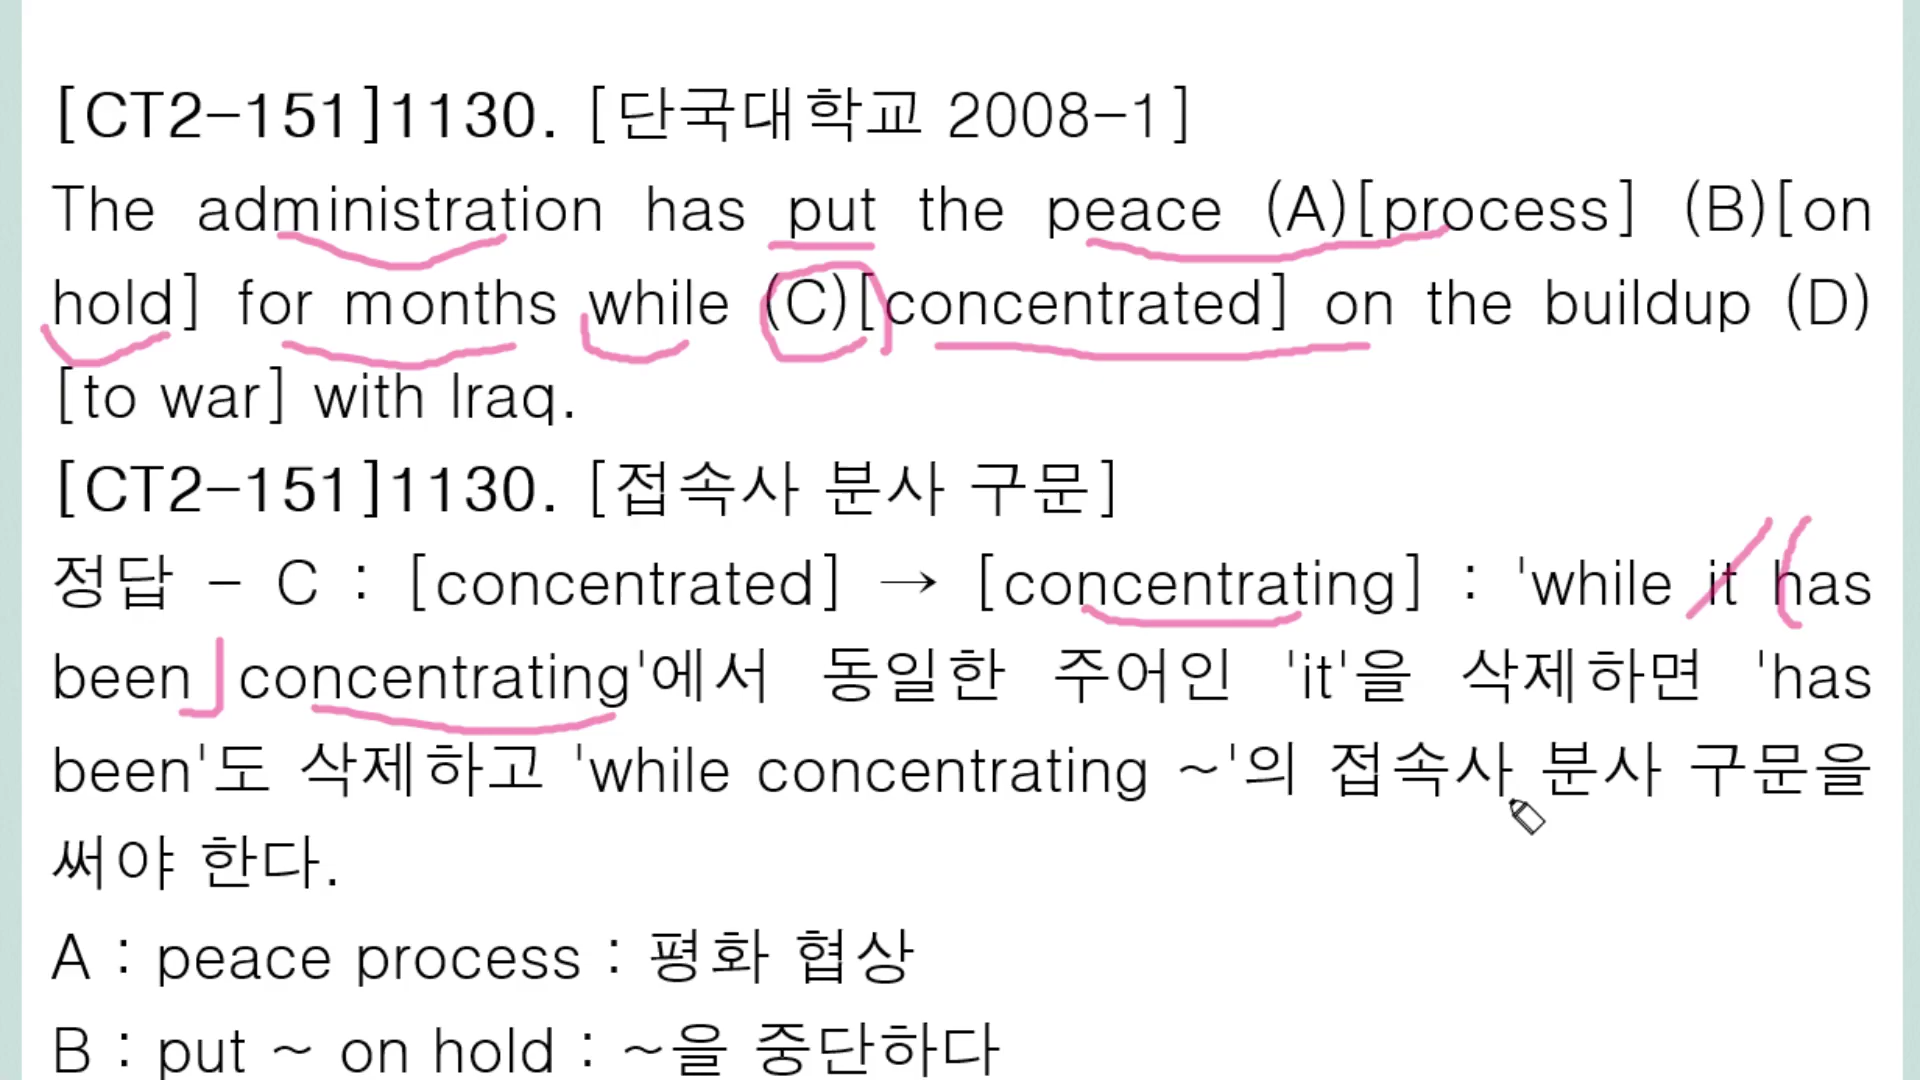 [CT2-151]1130. [단국대학교 2008-1]
The administration has put the peace (A)[process] (B)[on
hold] for months while (C)[concentrated] on the buildup (D)
[to war] with Iraq.
[CT2-151]1130. [접속사 분사 구문]
정답 - C : [concentrated] → [concentrating] : 'while it has
been concentrating'에서 동일한 주어인 'it'을 삭제하면 'has
been'도 삭제하고 'while concentrating ~'의 접속사 분사 구문을
써야 한다.
A : peace process : 평화 협상
B : put ~ on hold : ~을 중단하다